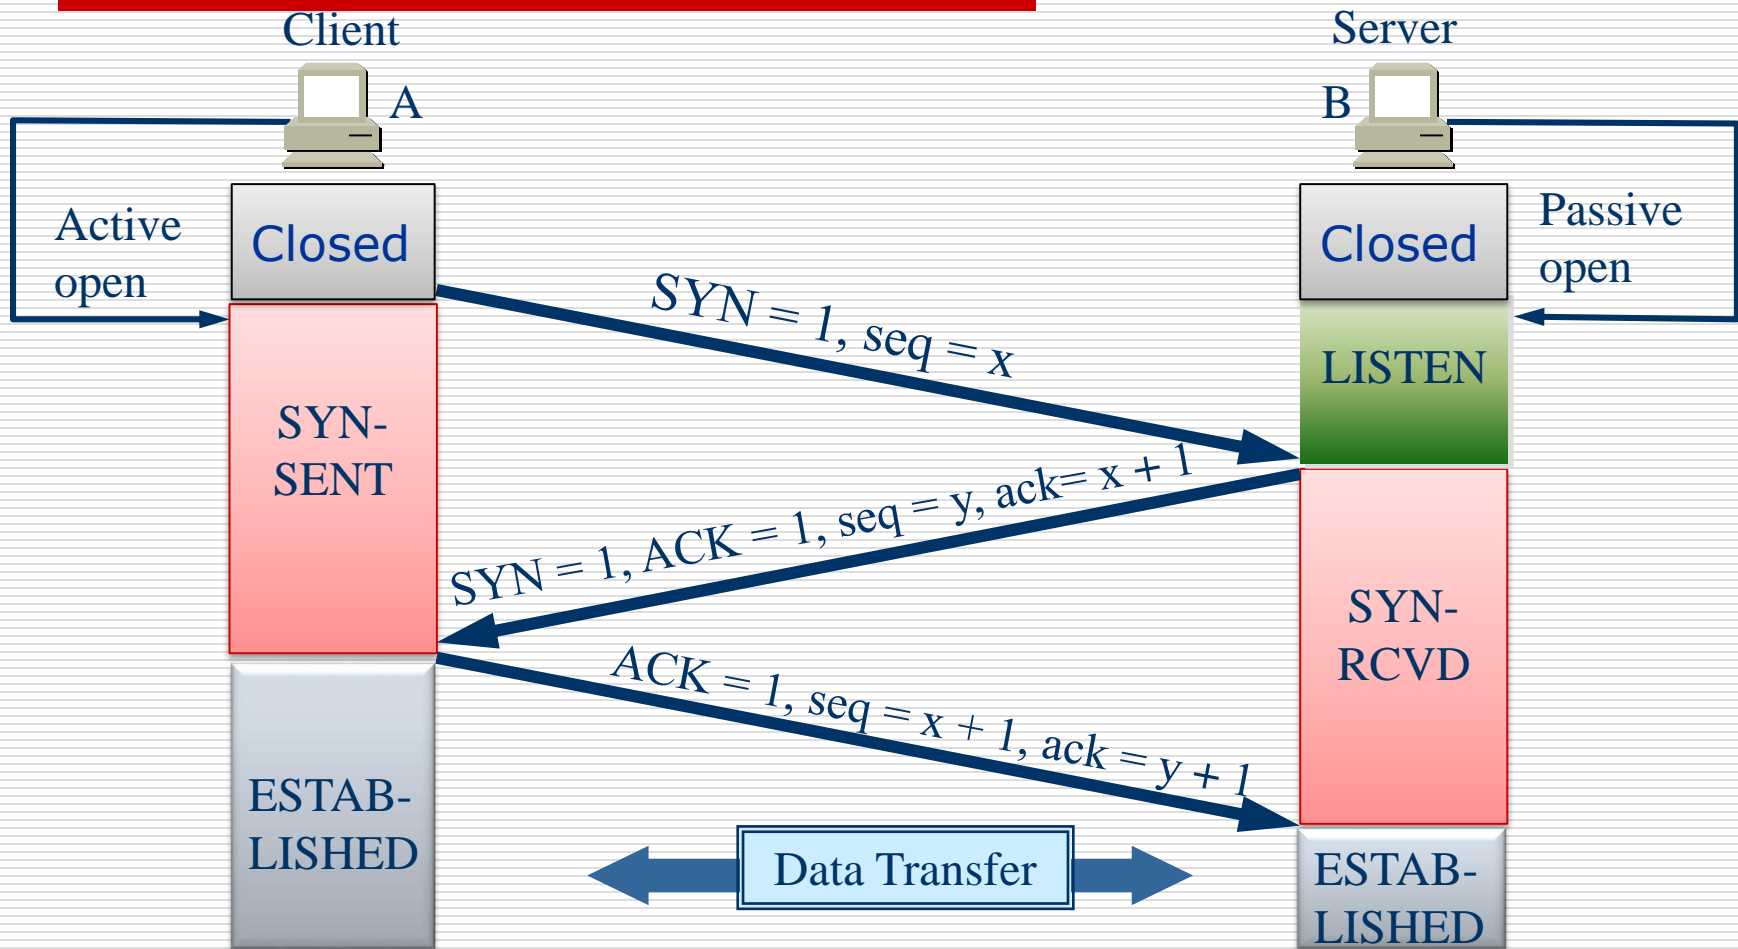 Client
Server
A
B
Active
open
Closed
Closed
Passive
open
SYN = 1, seq = x
LISTEN
SYN-
SENT
SYN = 1, ACK = 1, seq = y, ack= x + 1
SYN-
RCVD
ACK = 1, seq = x + 1, ack = y + 1
ESTAB-
LISHED
Data Transfer
ESTAB-
LISHED